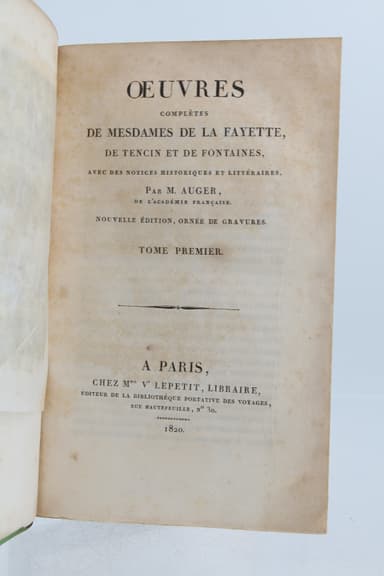 ŒUVRES
COMPLÈTES
DE MESDAMES DE LA FAYETTE,
DE TENCIN ET DE FONTAINES,
AVEC DES NOTICES HISTORIQUES ET LITTÉRAIRES,
PAR M. AUGER,
DE L'ACADÉMIE FRANÇAISE.
NOUVELLE ÉDITION, ORNÉE DE GRAVURES.
TOME PREMIER.
A PARIS,
CHEZ Mme Ve LEPETIT, LIBRAIRE,
EDITEUR DE LA BIBLIOTHÈQUE PORTATIVE DES VOYAGES,
RUE HAUTEFEUILLE, No 30.
1820.